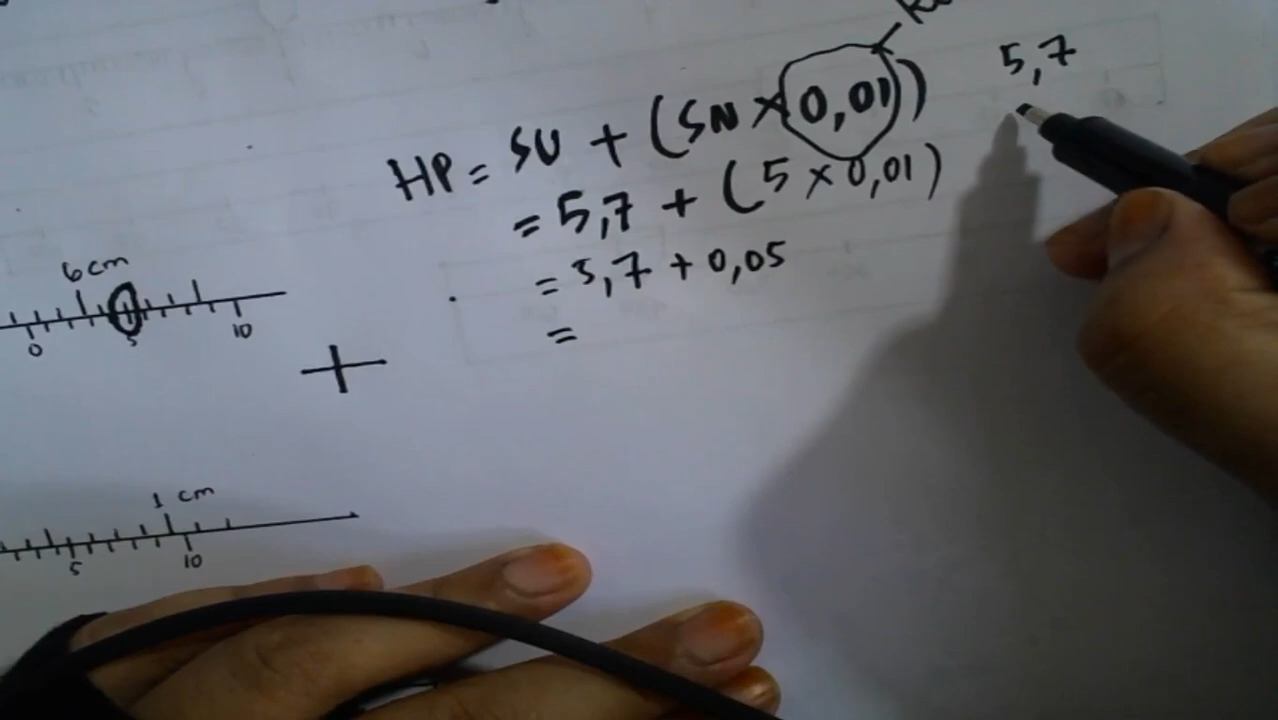 HP = SU + (SN × 0,01)
5,7
= 5,7 + (5 × 0,01)
= 5,7 + 0,05
=
6 cm
0 5 10
+
1 cm
5 10